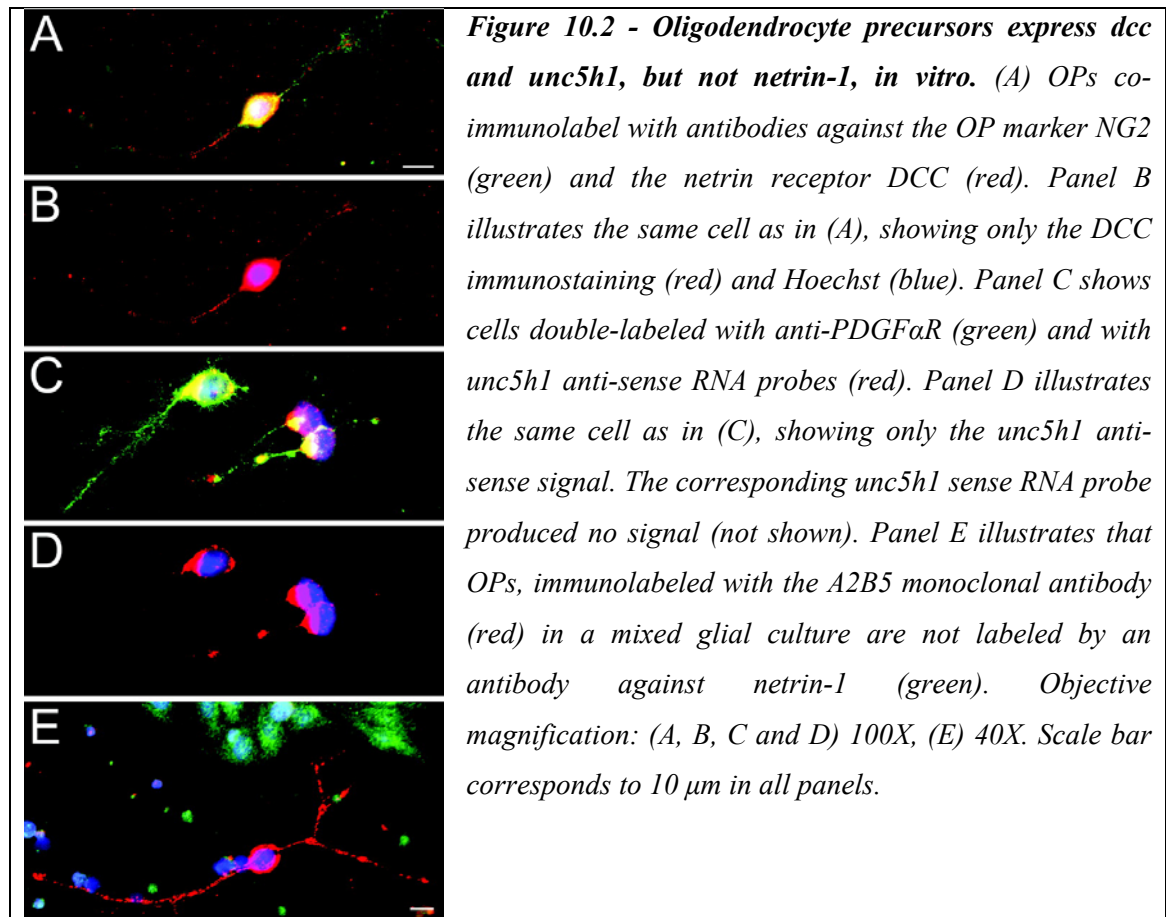 A
B
C
D
E
Figure 10.2 - Oligodendrocyte precursors express dcc
and unc5h1, but not netrin-1, in vitro. (A) OPs co-
immunolabel with antibodies against the OP marker NG2
(green) and the netrin receptor DCC (red). Panel B
illustrates the same cell as in (A), showing only the DCC
immunostaining (red) and Hoechst (blue). Panel C shows
cells double-labeled with anti-PDGFαR (green) and with
unc5h1 anti-sense RNA probes (red). Panel D illustrates
the same cell as in (C), showing only the unc5h1 anti-
sense signal. The corresponding unc5h1 sense RNA probe
produced no signal (not shown). Panel E illustrates that
OPs, immunolabeled with the A2B5 monoclonal antibody
(red) in a mixed glial culture are not labeled by an
antibody against netrin-1 (green). Objective
magnification: (A, B, C and D) 100X, (E) 40X. Scale bar
corresponds to 10 μm in all panels.